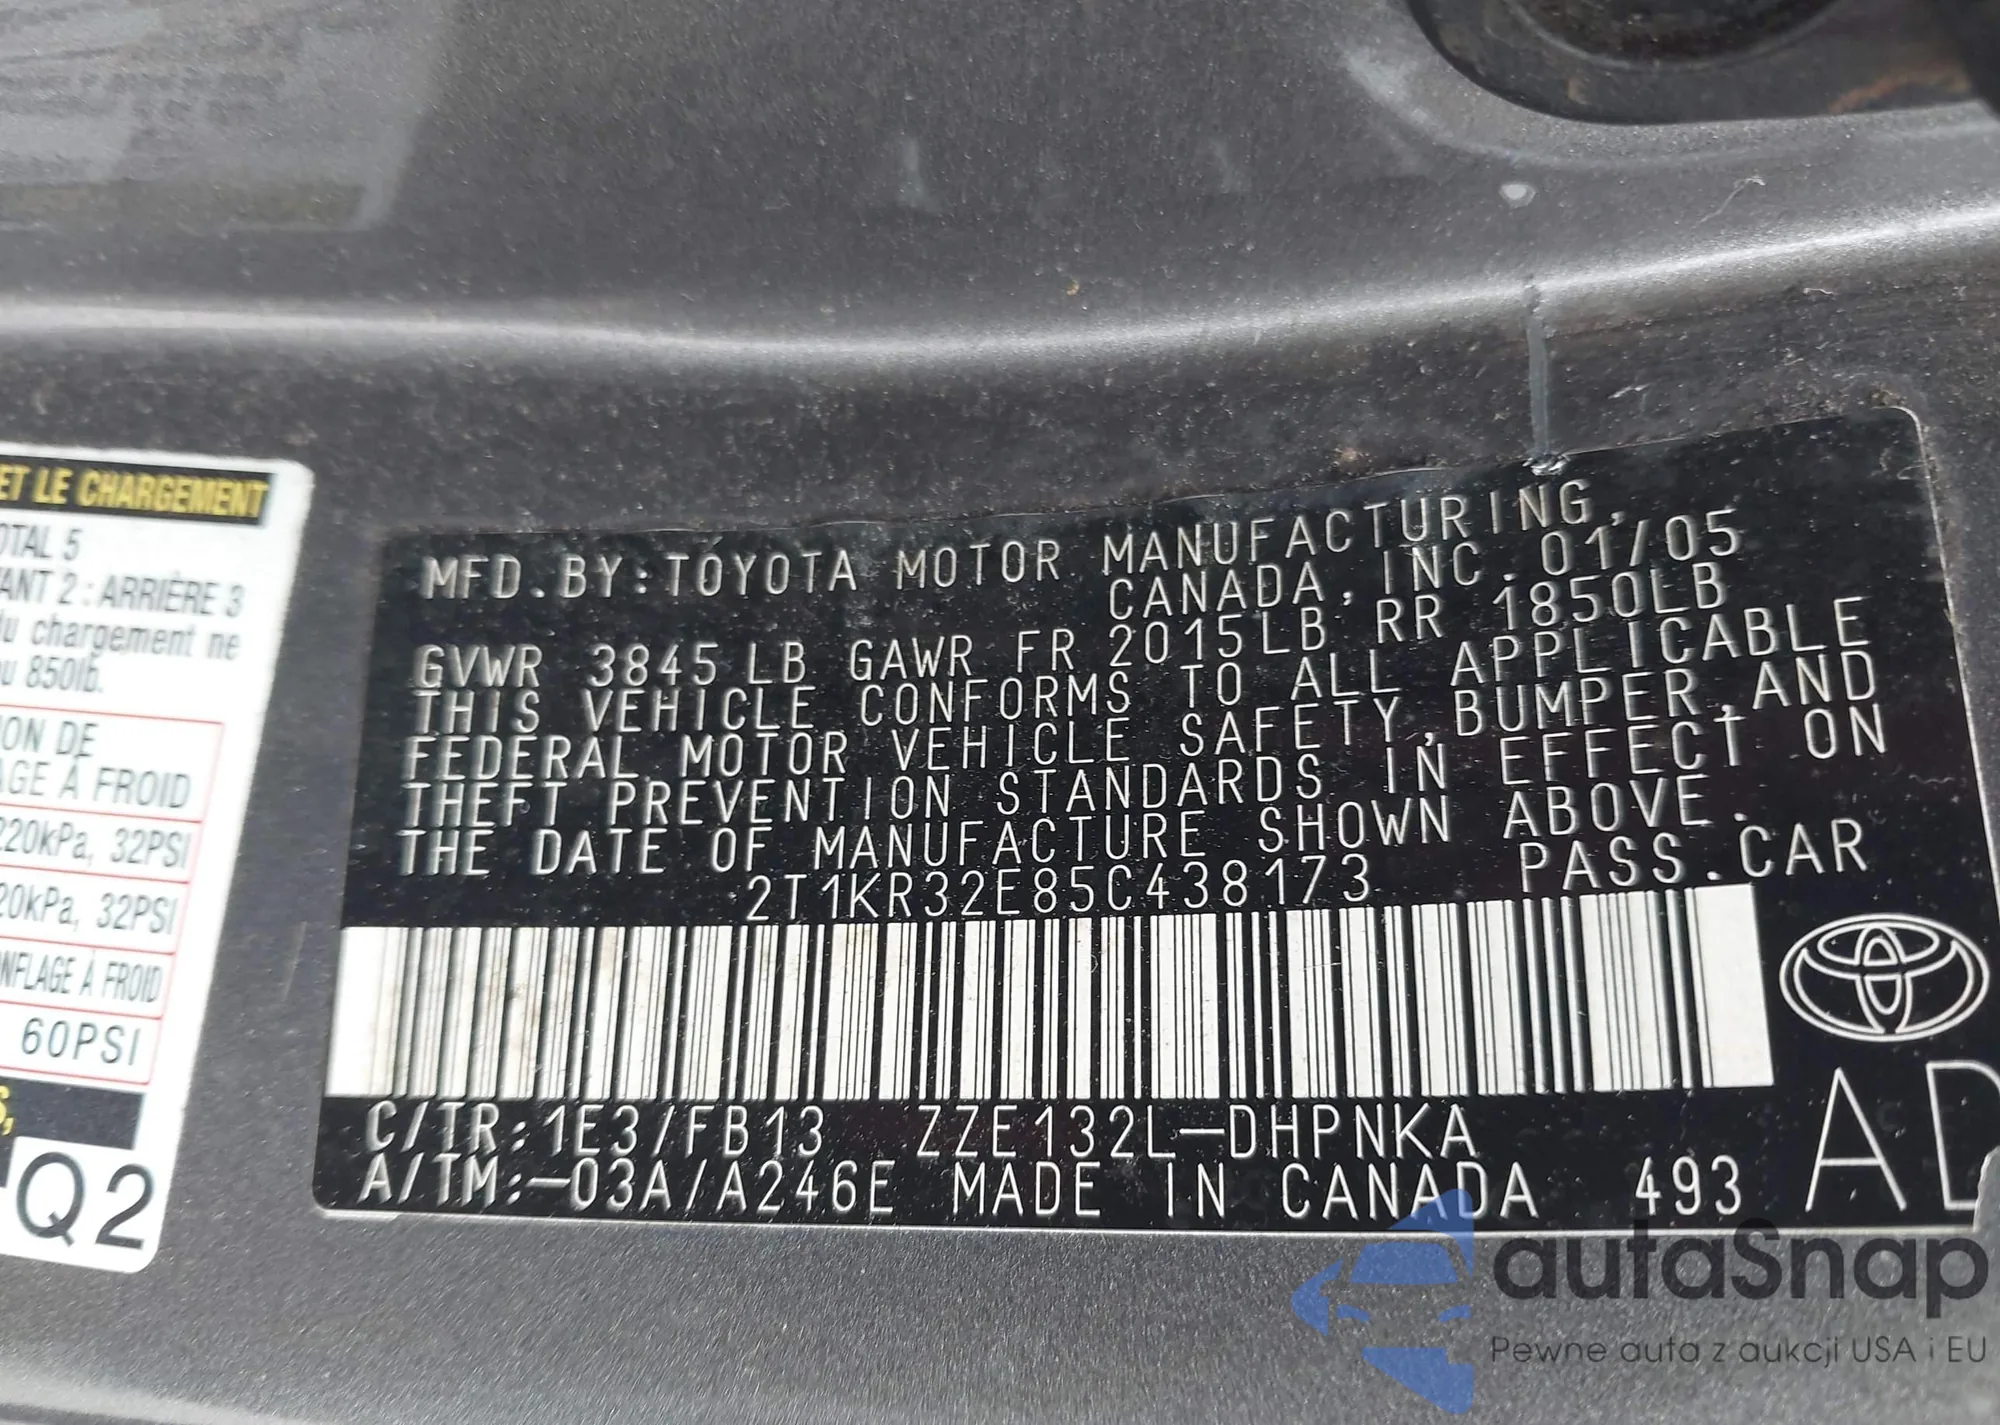 ET LE CHARGEMENT
OTAL 5
VANT 2 : ARRIÈRE 3
du chargement ne
ou 850lb.
ION DE
AGE À FROID
220kPa, 32PSI
20kPa, 32PSI
NFLAGE À FROID
60PSI
S,
Q2
MFD.BY:TOYOTA MOTOR MANUFACTURING,
CANADA, INC. 01/05
GVWR 3845 LB GAWR FR 2015LB RR 1850LB
THIS VEHICLE CONFORMS TO ALL APPLICABLE
FEDERAL MOTOR VEHICLE SAFETY,BUMPER,AND
THEFT PREVENTION STANDARDS IN EFFECT ON
THE DATE OF MANUFACTURE SHOWN ABOVE.
2T1KR32E85C438173 PASS.CAR
C/TR:1E3/FB13 ZZE132L-DHPNKA
A/TM:-03A/A246E MADE IN CANADA 493
AD
autoSnap
Pewne auta z aukcji USA i EU